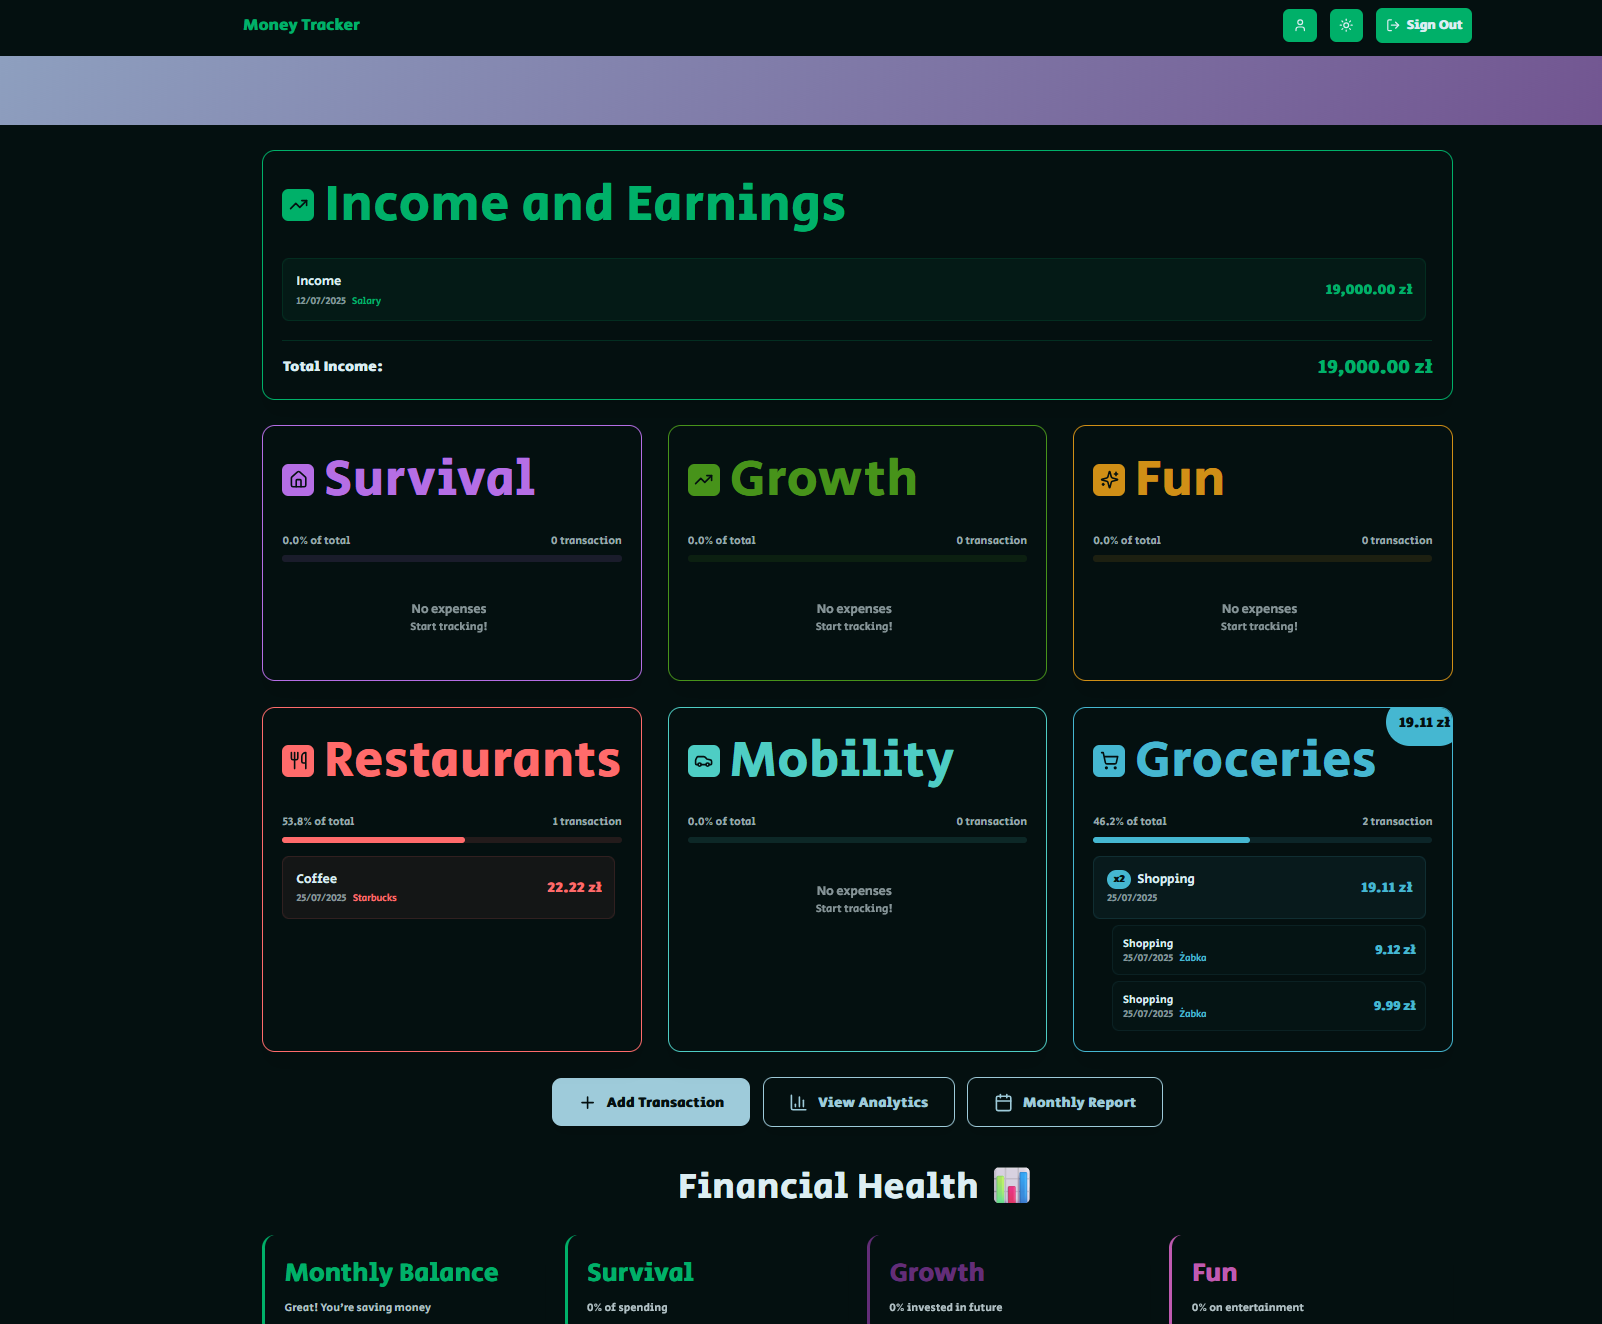 Money Tracker
Sign Out
Income and Earnings
Income
12/07/2025 Salary
19,000.00 zł
Total Income:
19,000.00 zł
Survival
0.0% of total
0 transaction
No expenses
Start tracking!
Growth
0.0% of total
0 transaction
No expenses
Start tracking!
Fun
0.0% of total
0 transaction
No expenses
Start tracking!
Restaurants
53.8% of total
1 transaction
Coffee
25/07/2025 Starbucks
22.22 zł
Mobility
0.0% of total
0 transaction
No expenses
Start tracking!
19.11 zł
Groceries
46.2% of total
2 transaction
x2 Shopping
25/07/2025
19.11 zł
Shopping
25/07/2025 Żabka
9.12 zł
Shopping
25/07/2025 Żabka
9.99 zł
Add Transaction
View Analytics
Monthly Report
Financial Health
Monthly Balance
Great! You're saving money
Survival
0% of spending
Growth
0% invested in future
Fun
0% on entertainment